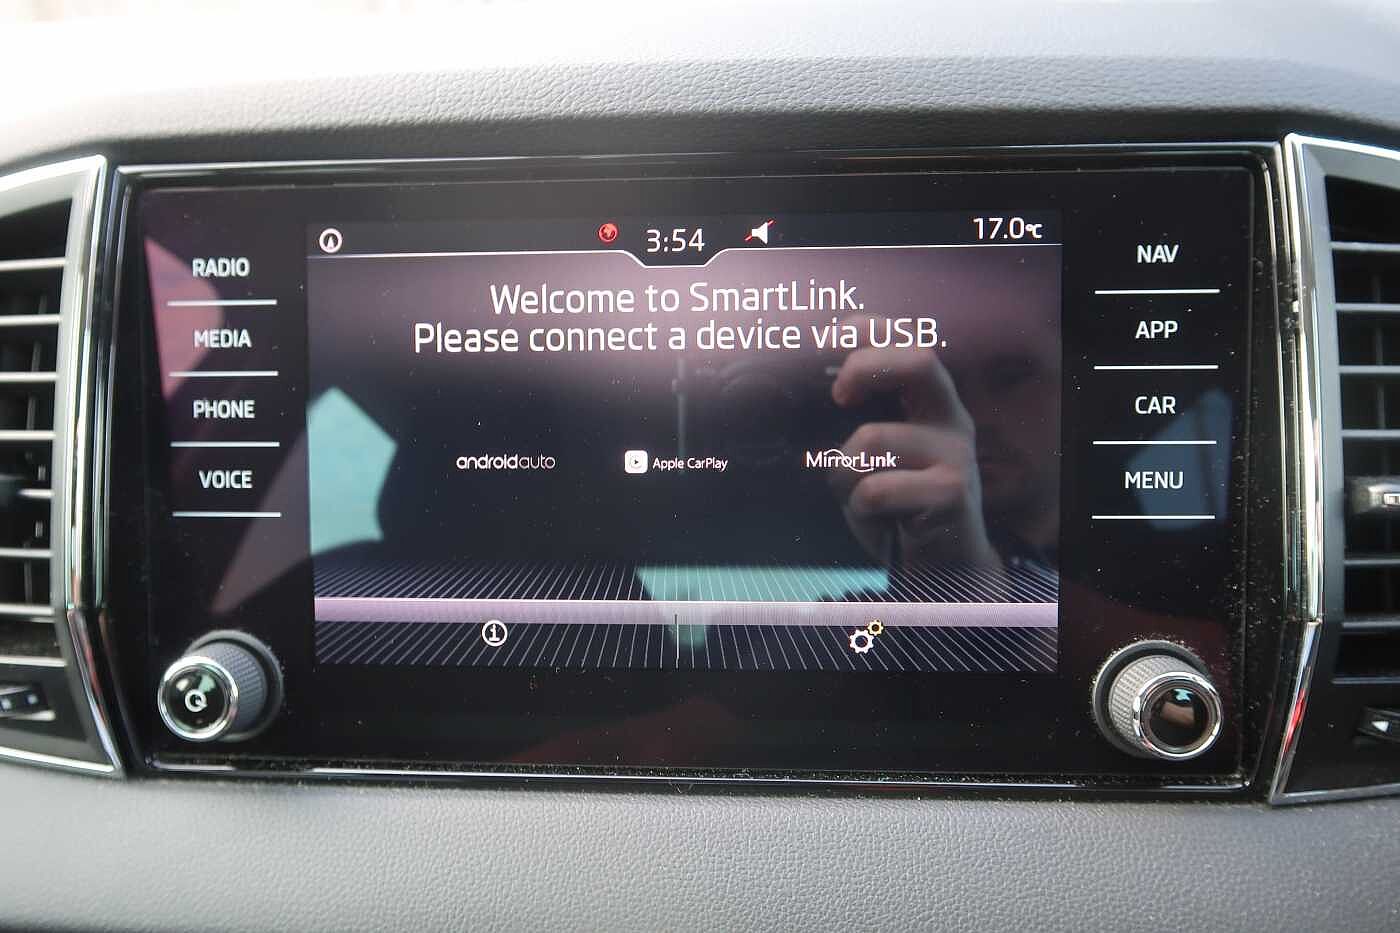 3:54
17.0°C
RADIO
MEDIA
PHONE
VOICE
Welcome to SmartLink.
Please connect a device via USB.
androidauto
Apple CarPlay
MirrorLink
NAV
APP
CAR
MENU